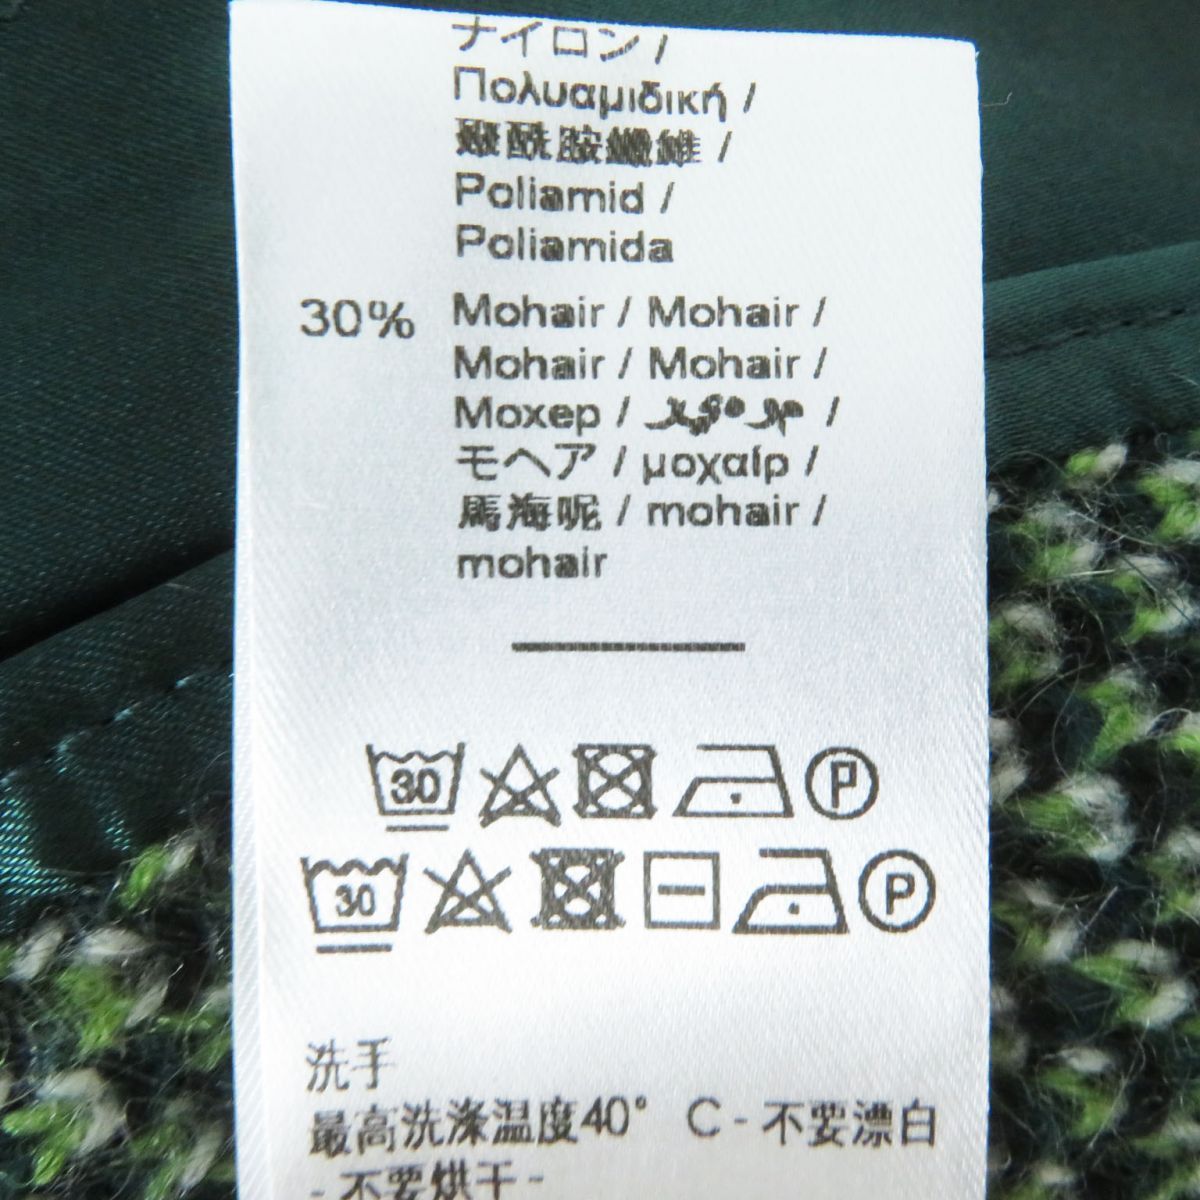 ナイロン /
Πολυαμιδική /
聚酰胺纖維 /
Poliamid /
Poliamida
30% Mohair / Mohair /
Mohair / Mohair /
Мохер / /
モヘア / μοχαίρ /
馬海呢 / mohair /
mohair
30 P
30 P
洗手
最高洗涤温度40° C - 不要漂白
- 不要烘干 -